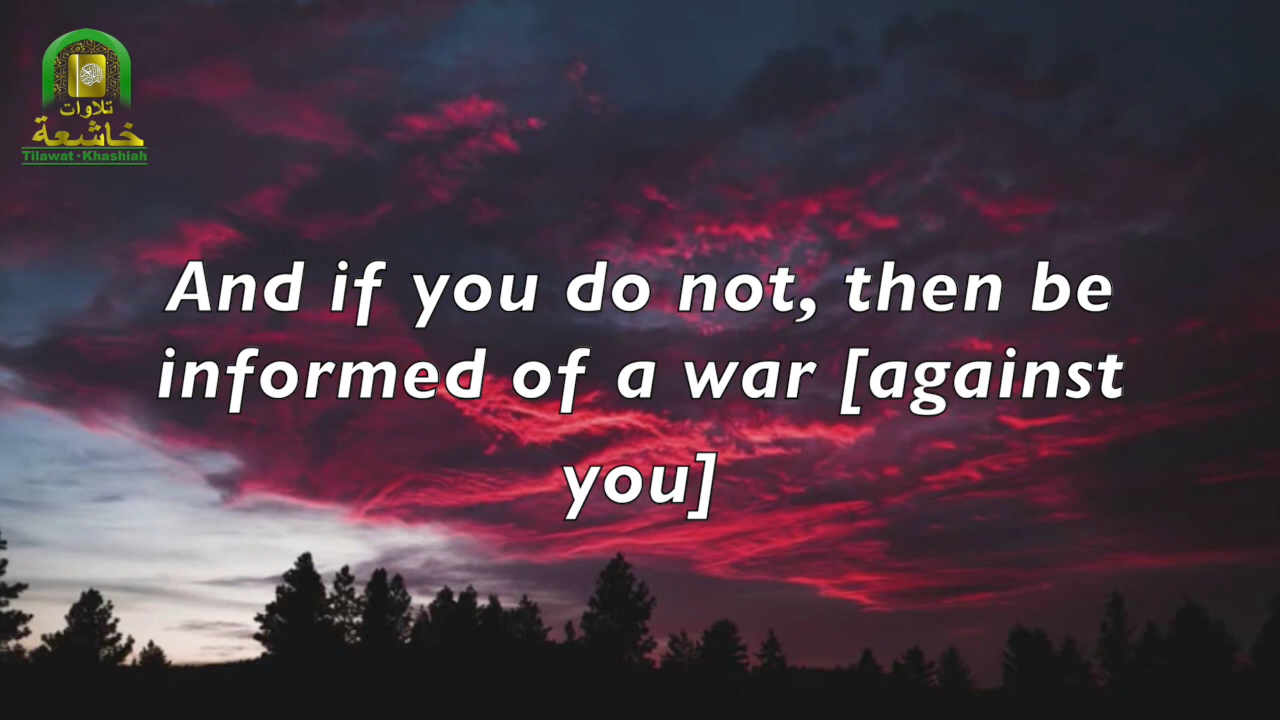 تلاوات
خاشعة
Tilawat · Khashiah
And if you do not, then be
informed of a war [against
you]